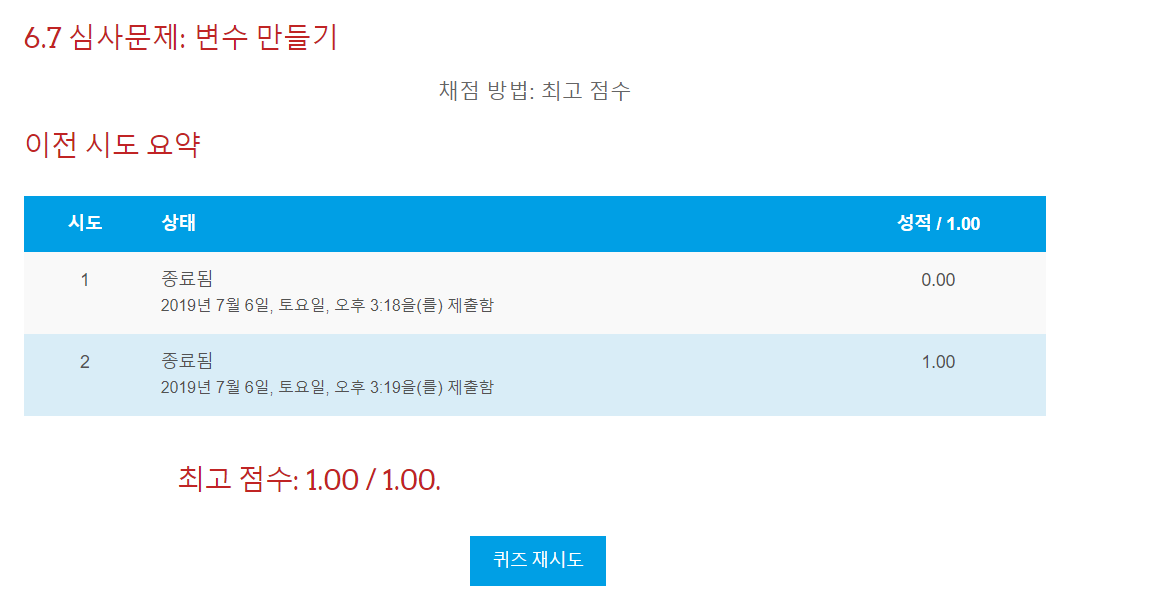 6.7 심사문제: 변수 만들기
채점 방법: 최고 점수
이전 시도 요약
시도 상태 성적 / 1.00
1 종료됨 0.00
2019년 7월 6일, 토요일, 오후 3:18을(를) 제출함
2 종료됨 1.00
2019년 7월 6일, 토요일, 오후 3:19을(를) 제출함
최고 점수: 1.00 / 1.00.
퀴즈 재시도